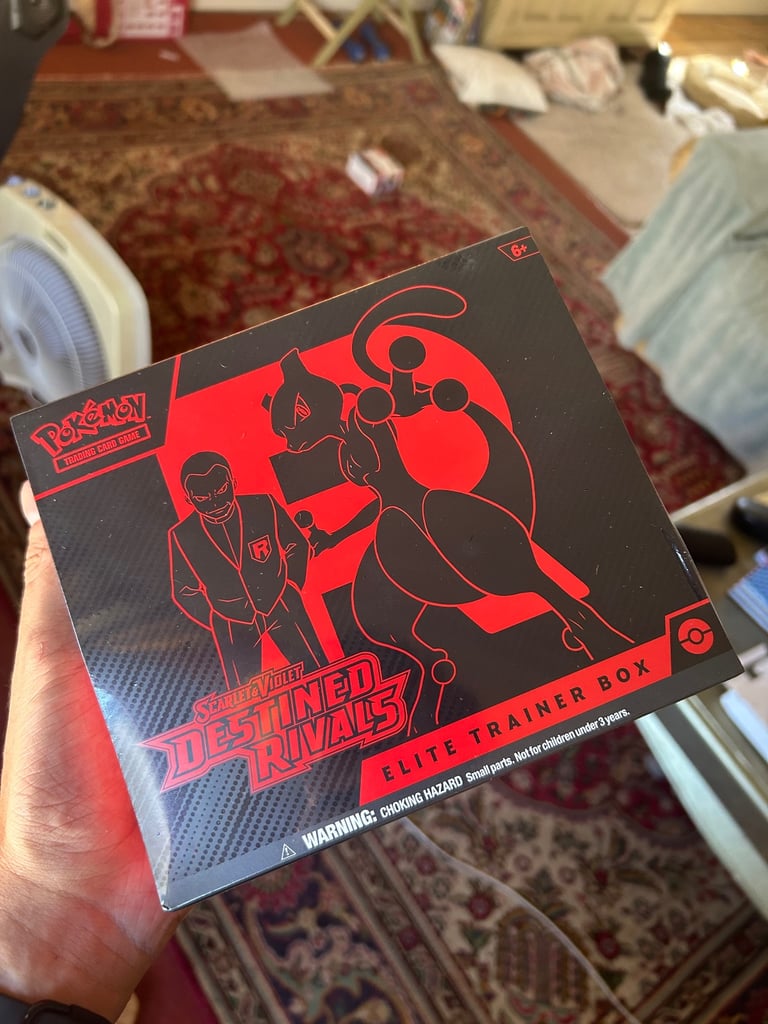 6+
POKéMON
TRADING CARD GAME
R
SCARLET & VIOLET
DESTINED
RIVALS
ELITE TRAINER BOX
⚠ WARNING: CHOKING HAZARD Small parts. Not for children under 3 years.